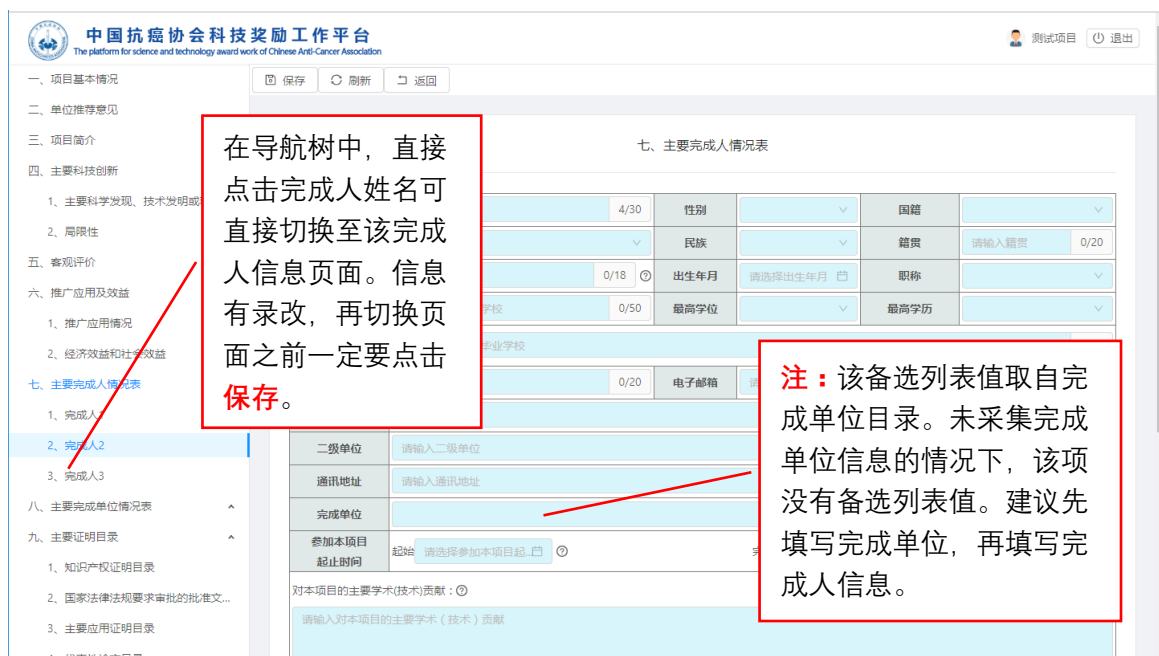 中国抗癌协会科技奖励工作平台
The platform for science and technology award work of Chinese Anti-Cancer Association
测试项目 退出
一、项目基本情况
保存 刷新 返回
二、单位推荐意见
三、项目简介
四、主要科技创新
1、主要科学发现、技术发明或
2、局限性
五、客观评价
六、推广应用及效益
1、推广应用情况
2、经济效益和社会效益
七、主要完成人情况表
1、完成人
2、完成人2
3、完成人3
八、主要完成单位情况表
九、主要证明目录
1、知识产权证明目录
2、国家法律法规要求审批的批准文...
3、主要应用证明目录
在导航树中，直接
点击完成人姓名可
直接切换至该完成
人信息页面。信息
有录改，再切换页
面之前一定要点击
保存。
七、主要完成人情况表
4/30 性别 国籍
民族 籍贯 请输入籍贯 0/20
0/18 出生年月 请选择出生年月 职称
学校 0/50 最高学位 最高学历
毕业学校
0/20 电子邮箱
二级单位 请输入二级单位
通讯地址 请输入通讯地址
完成单位
参加本项目
起止时间
起始 请选择参加本项目起...
对本项目的主要学术(技术)贡献：
请输入对本项目的主要学术（技术）贡献
注：该备选列表值取自完
成单位目录。未采集完成
单位信息的情况下，该项
没有备选列表值。建议先
填写完成单位，再填写完
成人信息。